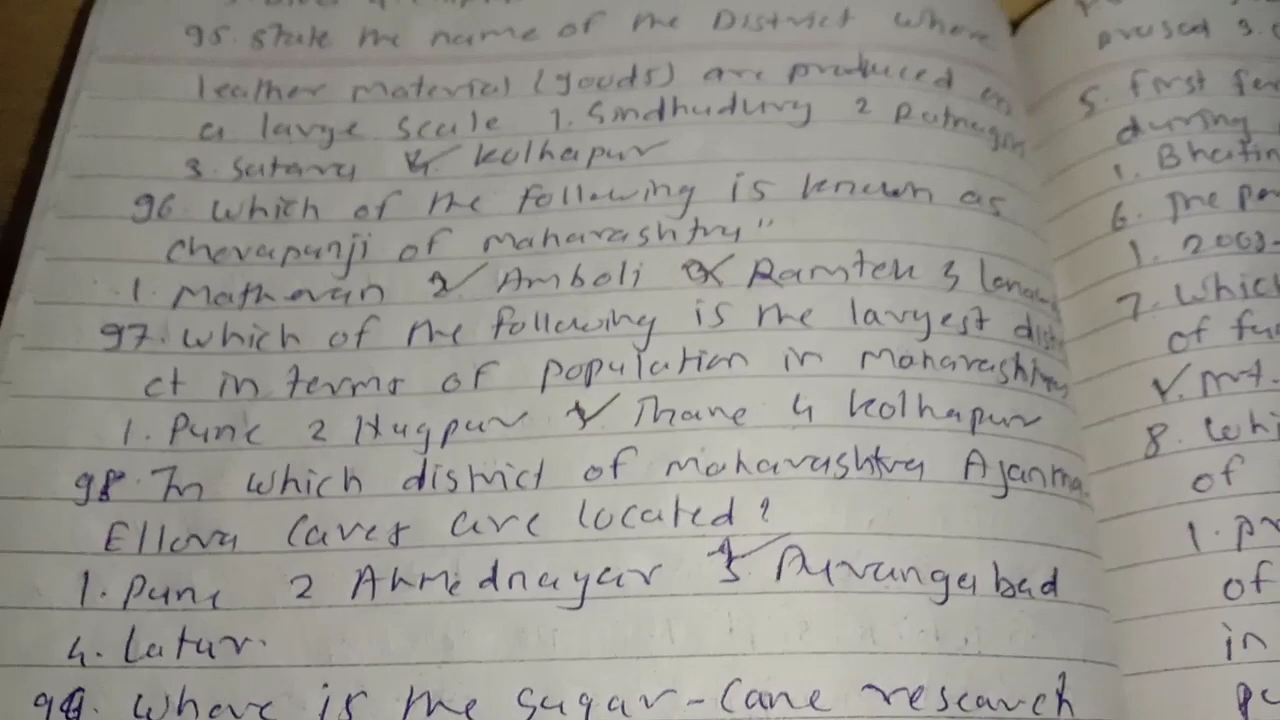 95. State the name of the District where
leather material (goods) are produced on
a large scale 1. Sindhudurg 2 Ratnagiri
3. Satara 4 Kolhapur
96 which of the following is known as
cherapunji of maharashtra"
1. Matheran 2 Amboli Ramtek 3
97. which of the following is the largest distri
ct in terms of population in maharashtra
1. Pune 2 Nagpur 3 Thane 4 Kolhapur
98. In which district of maharashtra Ajanma
Ellora Caves are located?
1. Pune 2 Ahmednagar 3. Aurangabad
4. Latur.
99. Where is the sugar-cane research
5. first
during
1.
6. The
1.
7. Which
of
mt.
8.
of
1.
of
in